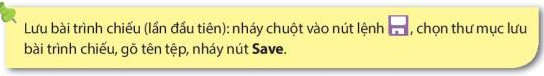 Lưu bài trình chiếu (lần đầu tiên): nháy chuột vào nút lệnh , chọn thư mục lưu
bài trình chiếu, gõ tên tệp, nháy nút Save.